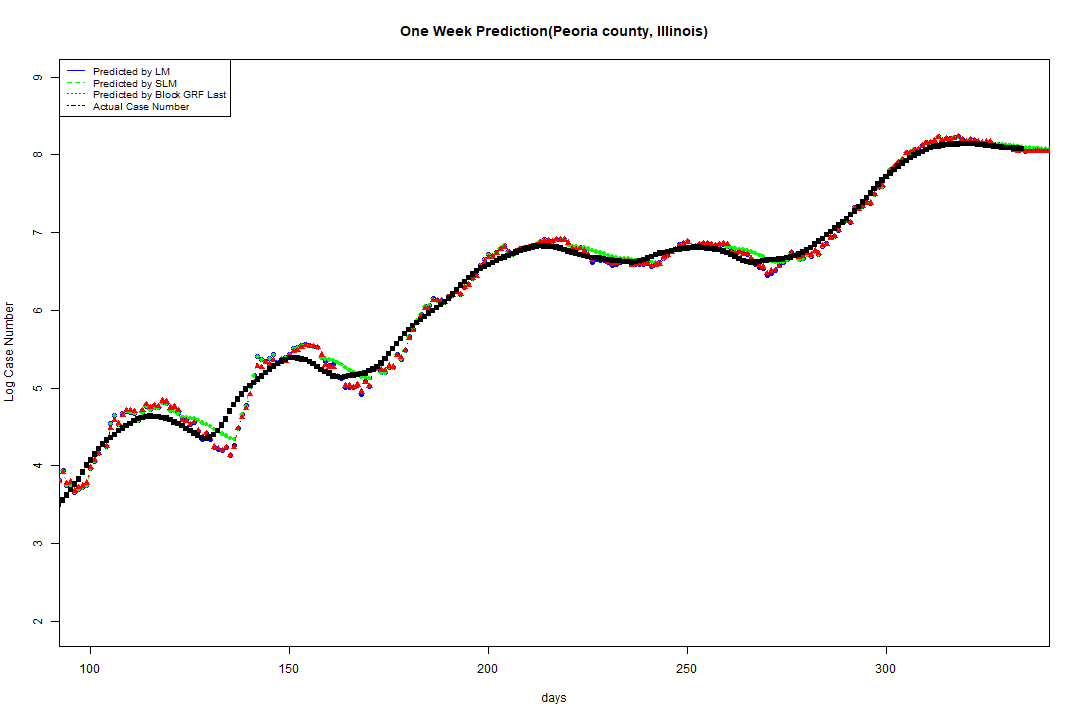 One Week Prediction(Peoria county, Illinois)
Predicted by LM
Predicted by SLM
Predicted by Block GRF Last
Actual Case Number
9
8
7
6
5
4
3
2
Log Case Number
100 150 200 250 300
days